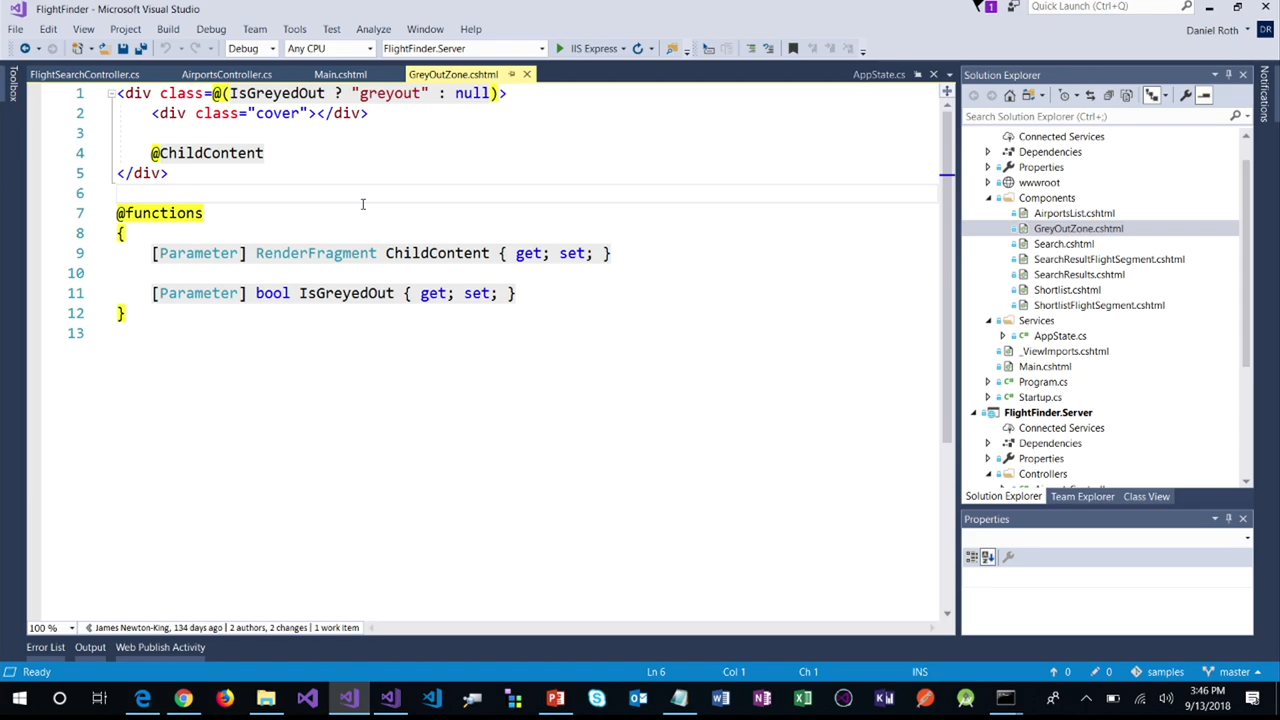 FlightFinder - Microsoft Visual Studio
1
Quick Launch (Ctrl+Q)
File Edit View Project Build Debug Team Tools Test Analyze Window Help
Daniel Roth DR
Debug Any CPU FlightFinder.Server IIS Express
Toolbox
FlightSearchController.cs AirportsController.cs Main.cshtml GreyOutZone.cshtml AppState.cs
1 <div class=@(IsGreyedOut ? "greyout" : null)>
2 <div class="cover"></div>
3
4 @ChildContent
5 </div>
6
7 @functions
8 {
9 [Parameter] RenderFragment ChildContent { get; set; }
10
11 [Parameter] bool IsGreyedOut { get; set; }
12 }
13
100 % James Newton-King, 134 days ago | 2 authors, 2 changes | 1 work item
Solution Explorer
Search Solution Explorer (Ctrl+;)
Connected Services
Dependencies
Properties
wwwroot
Components
AirportsList.cshtml
GreyOutZone.cshtml
Search.cshtml
SearchResultFlightSegment.cshtml
SearchResults.cshtml
Shortlist.cshtml
ShortlistFlightSegment.cshtml
Services
AppState.cs
_ViewImports.cshtml
Main.cshtml
Program.cs
Startup.cs
FlightFinder.Server
Connected Services
Dependencies
Properties
Controllers
Solution Explorer Team Explorer Class View
Properties
Notifications
Error List Output Web Publish Activity
Ready Ln 6 Col 1 Ch 1 INS 0 0 samples master
3:46 PM
9/13/2018